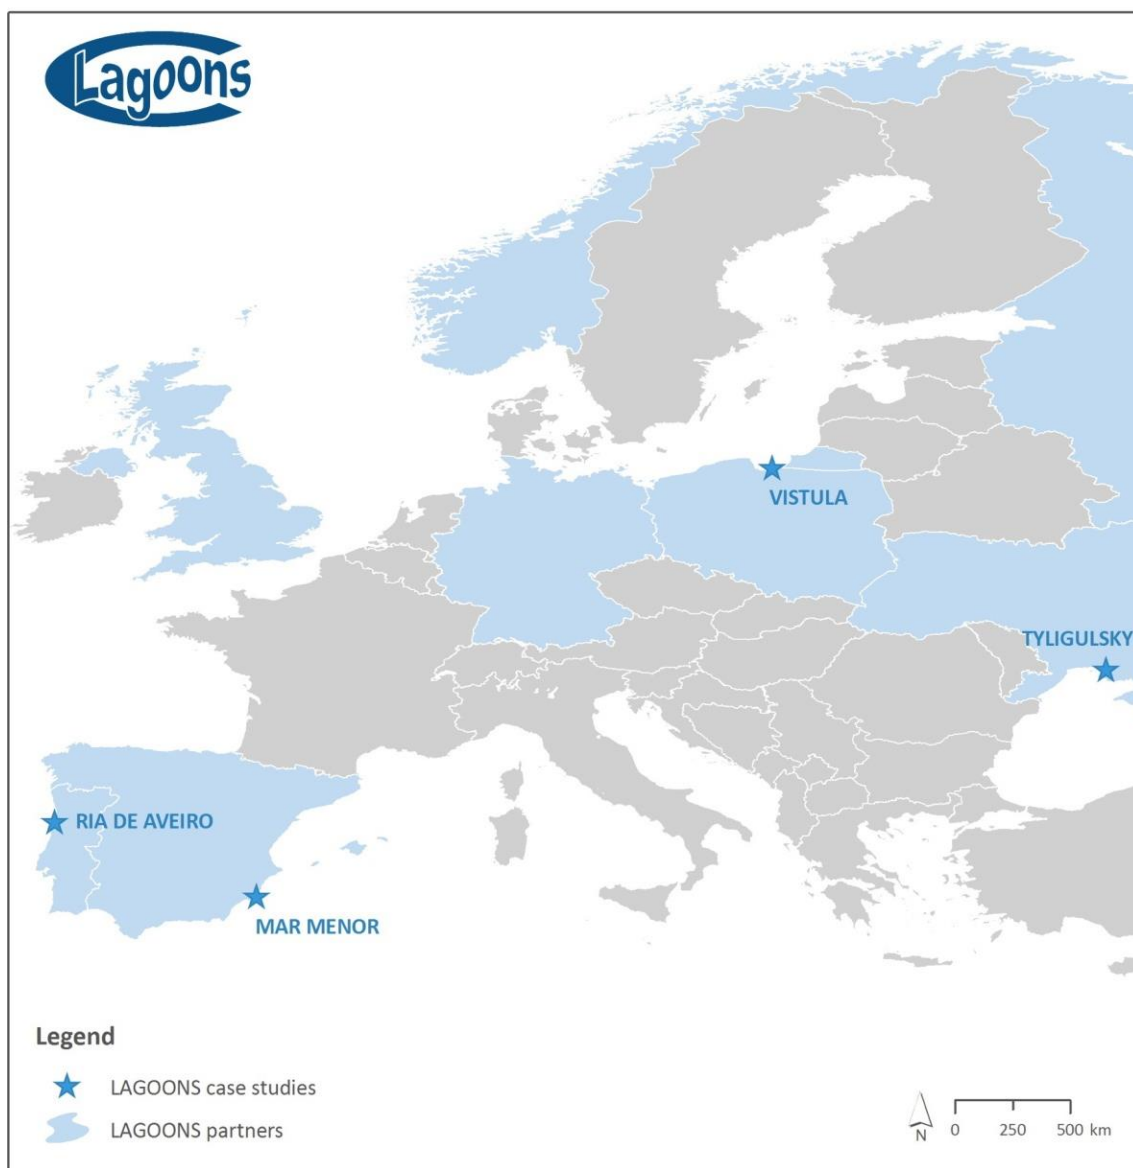 Lagoons
VISTULA
TYLIGULSKY
RIA DE AVEIRO
MAR MENOR
Legend
LAGOONS case studies
LAGOONS partners
N
0 250 500 km